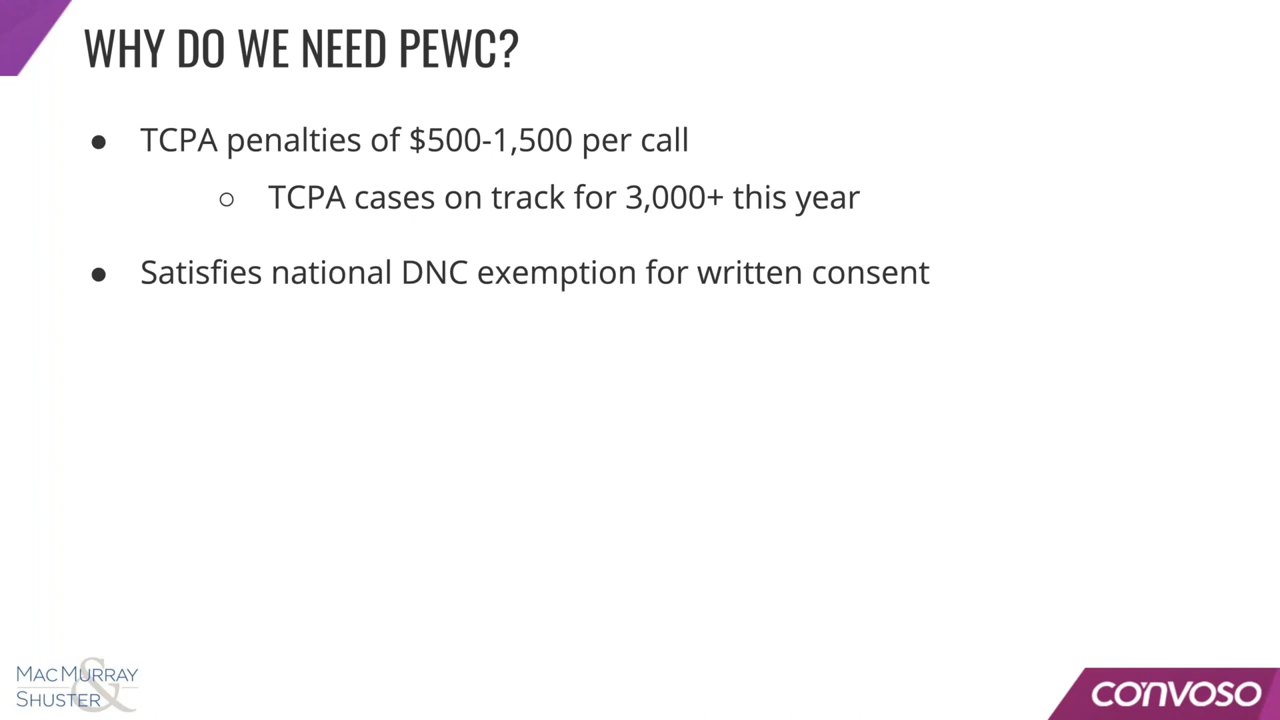 WHY DO WE NEED PEWC?
● TCPA penalties of $500-1,500 per call
○ TCPA cases on track for 3,000+ this year
● Satisfies national DNC exemption for written consent
MACMURRAY
&
SHUSTER
CONVOSO